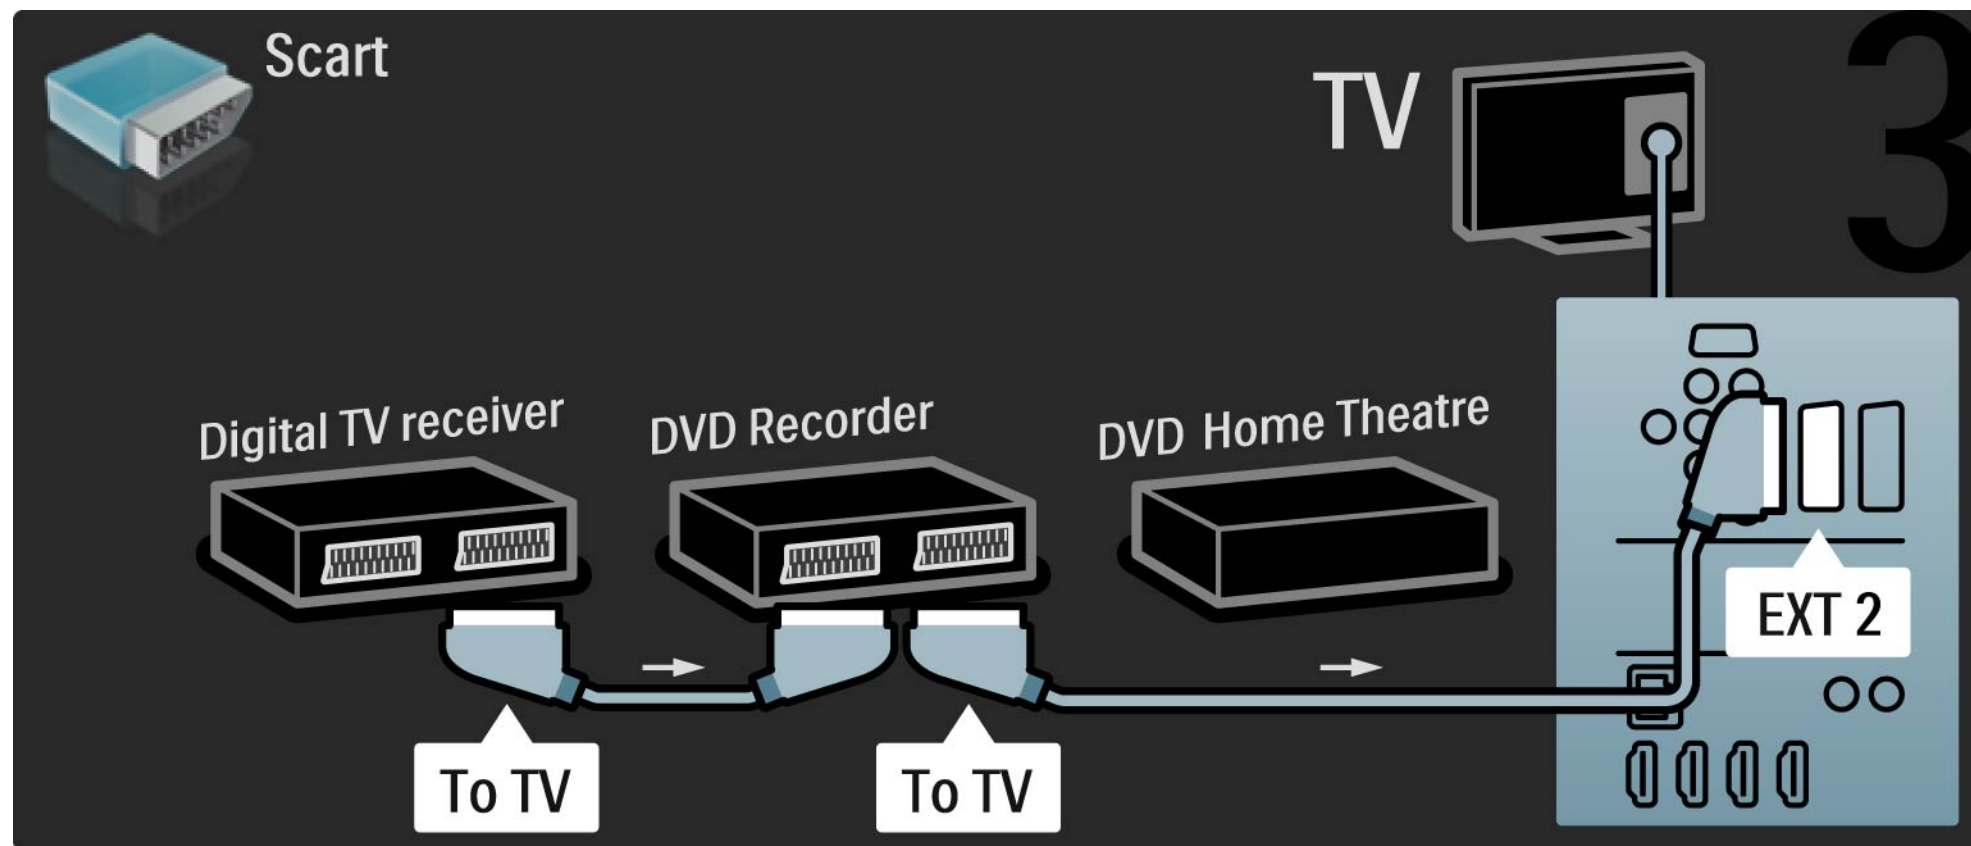 Scart
TV
3
Digital TV receiver
DVD Recorder
DVD Home Theatre
EXT 2
To TV
To TV